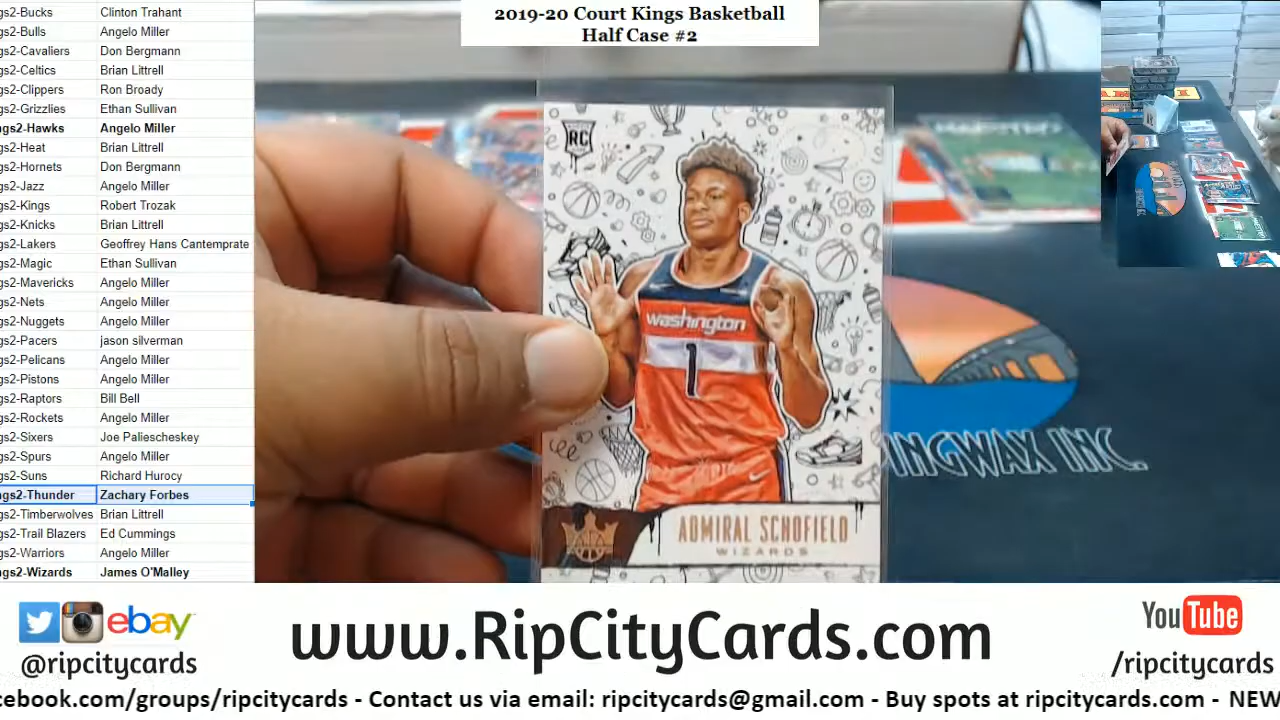 2019-20 Court Kings Basketball
Half Case #2
gs2-Bucks Clinton Trahant
gs2-Bulls Angelo Miller
gs2-Cavaliers Don Bergmann
gs2-Celtics Brian Littrell
gs2-Clippers Ron Broady
gs2-Grizzlies Ethan Sullivan
ngs2-Hawks Angelo Miller
gs2-Heat Brian Littrell
gs2-Hornets Don Bergmann
gs2-Jazz Angelo Miller
gs2-Kings Robert Trozak
gs2-Knicks Brian Littrell
gs2-Lakers Geoffrey Hans Cantemprate
gs2-Magic Ethan Sullivan
gs2-Mavericks Angelo Miller
gs2-Nets Angelo Miller
gs2-Nuggets Angelo Miller
gs2-Pacers jason silverman
gs2-Pelicans Angelo Miller
gs2-Pistons Angelo Miller
gs2-Raptors Bill Bell
gs2-Rockets Angelo Miller
gs2-Sixers Joe Paliescheskey
gs2-Spurs Angelo Miller
gs2-Suns Richard Hurocy
ngs2-Thunder Zachary Forbes
gs2-Timberwolves Brian Littrell
gs2-Trail Blazers Ed Cummings
gs2-Warriors Angelo Miller
ngs2-Wizards James O'Malley
RC
washington
1
ADMIRAL SCHOFIELD
WIZARDS
INGWAX INC.
ebay
@ripcitycards
www.RipCityCards.com
YouTube
/ripcitycards
cebook.com/groups/ripcitycards - Contact us via email: ripcitycards@gmail.com - Buy spots at ripcitycards.com - NEW